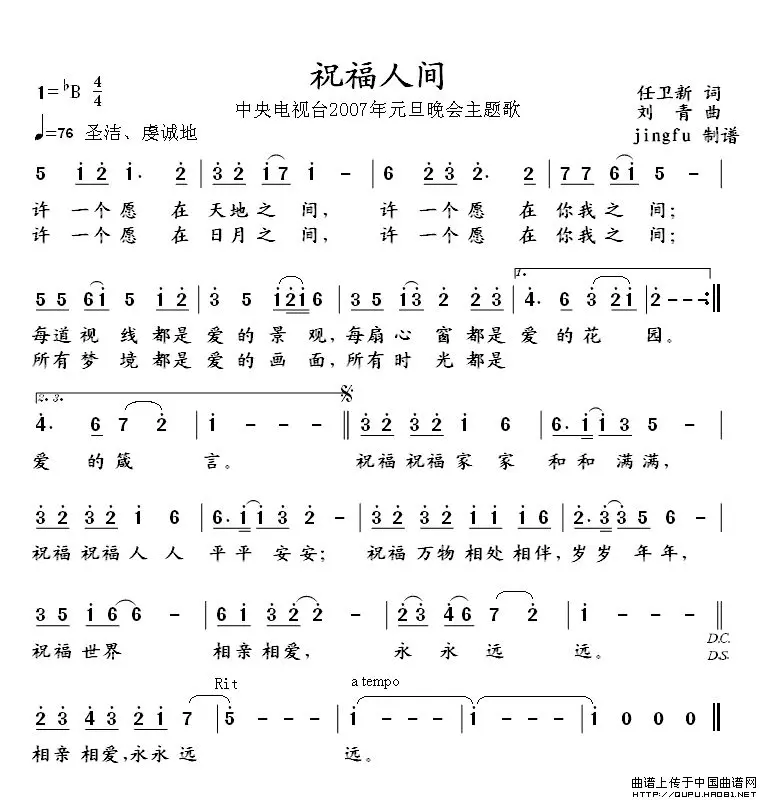 祝福人间
1=♭B 4/4
中央电视台2007年元旦晚会主题歌
任卫新 词
刘青 曲
♩=76 圣洁、虔诚地
jingfu 制谱
5 1 2 1· 2 | 3 2 1 7 1 - | 6 2 3 2· 2 | 7 7 6 1 5 - |
许一个愿在天地之间, 许一个愿在你我之间;
许一个愿在日月之间, 许一个愿在你我之间;
1.
5 5 6 1 5 1 2 | 3 5 1 2 1 6 | 3 5 1 3 2 2 3 | 4· 6 3 2 1 | 2 - - - :||
每道视线都是爱的景观,每扇心窗都是爱的花园。
所有梦境都是爱的画面,所有时光都是
2. 3.
4· 6 7 2 | 1 - - - || 3 2 3 2 1 6 | 6· 1 1 3 5 - |
爱的箴言。 祝福祝福家家和和满满,
3 2 3 2 1 6 | 6· 1 1 3 2 - | 3 2 3 2 1 1 1 6 | 2· 3 3 5 6 - |
祝福祝福人人平平安安; 祝福万物相处相伴,岁岁年年,
3 5 1 6 6 - | 6· 1 3 2 2 - | 2 3 4 6 7 2 | 1 - - - ||
祝福世界 相亲相爱, 永永远远。
D.C.
D.S.
Rit a tempo
2 3 4 3 2 1 7 | 5 - - - | 1 - - - | 1 - - - | 1 0 0 0 ||
相亲相爱,永永远 远。
曲谱上传于中国曲谱网
HTTP://QUPU.HAO81.NET